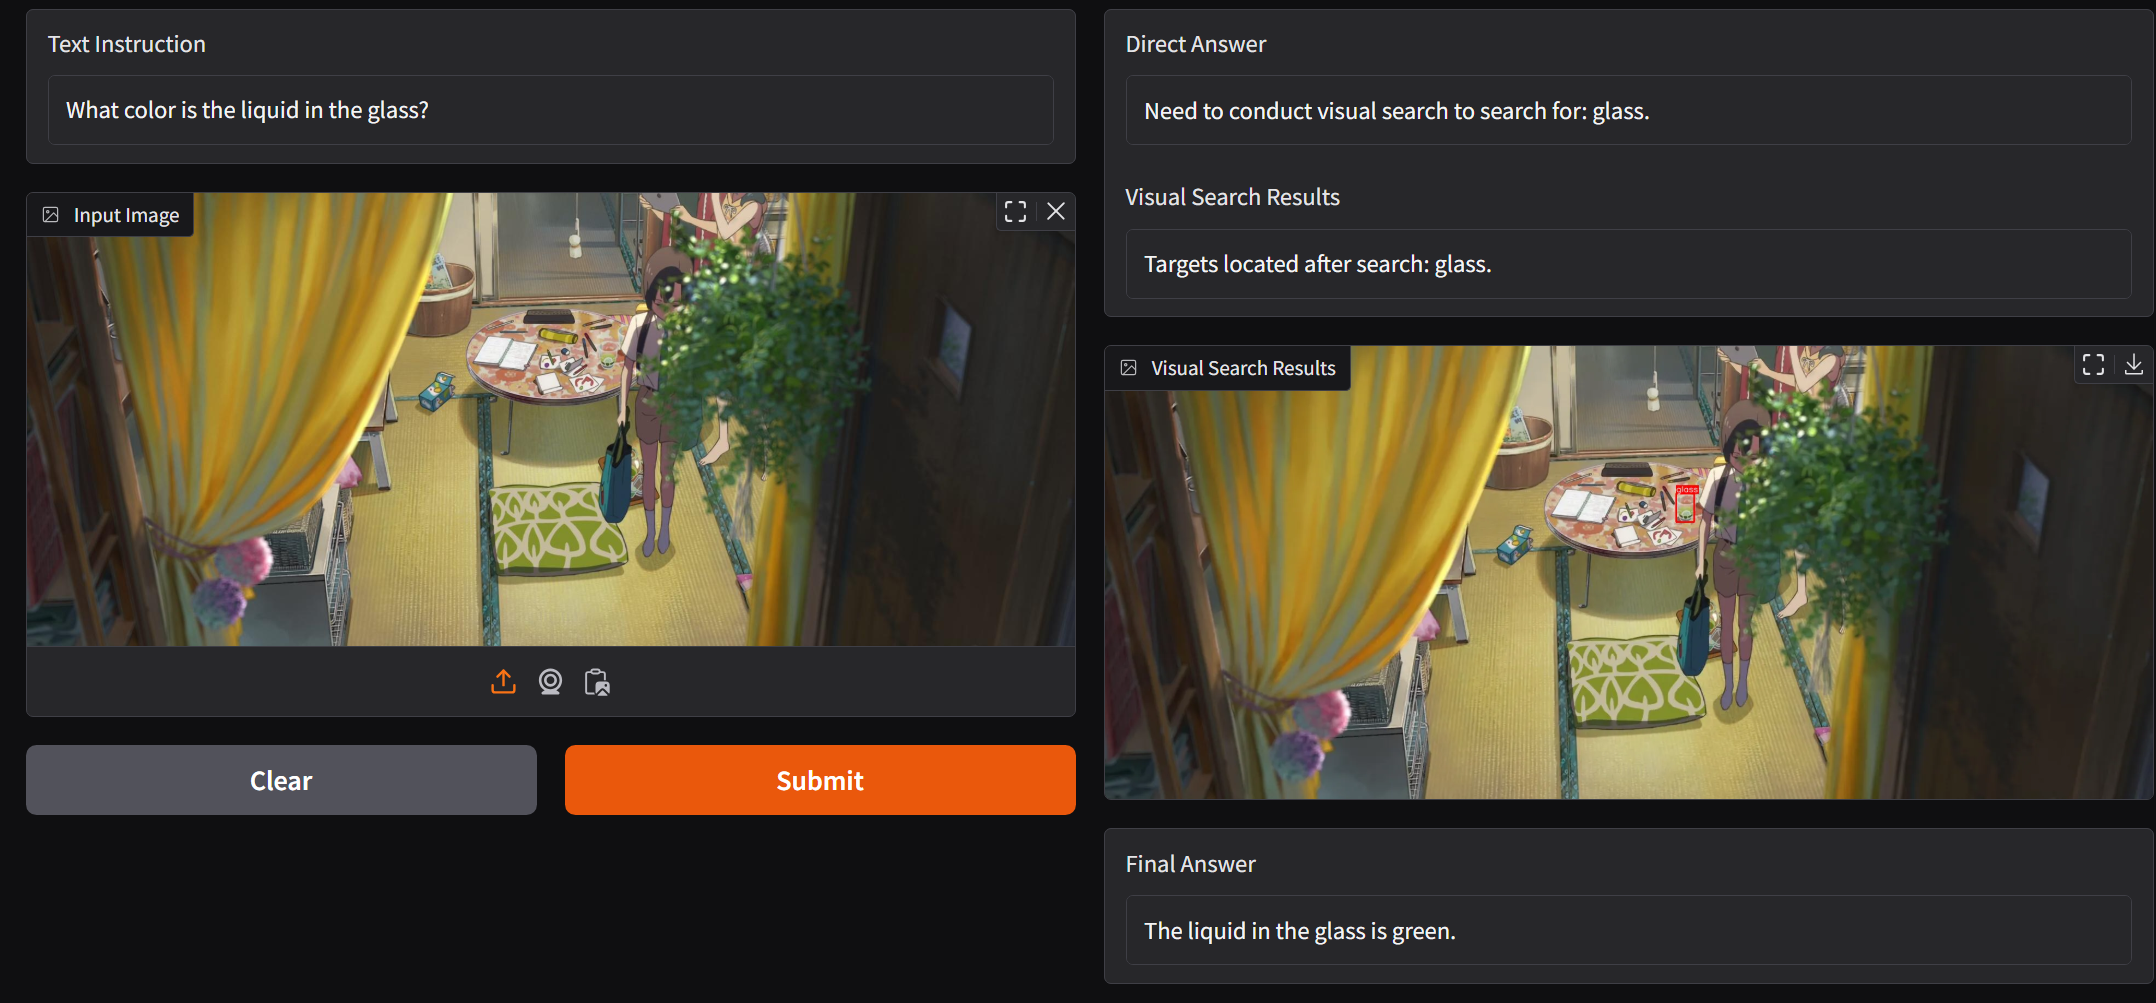 Text Instruction
What color is the liquid in the glass?
Input Image
Clear
Submit
Direct Answer
Need to conduct visual search to search for: glass.
Visual Search Results
Targets located after search: glass.
Visual Search Results
glass
Final Answer
The liquid in the glass is green.